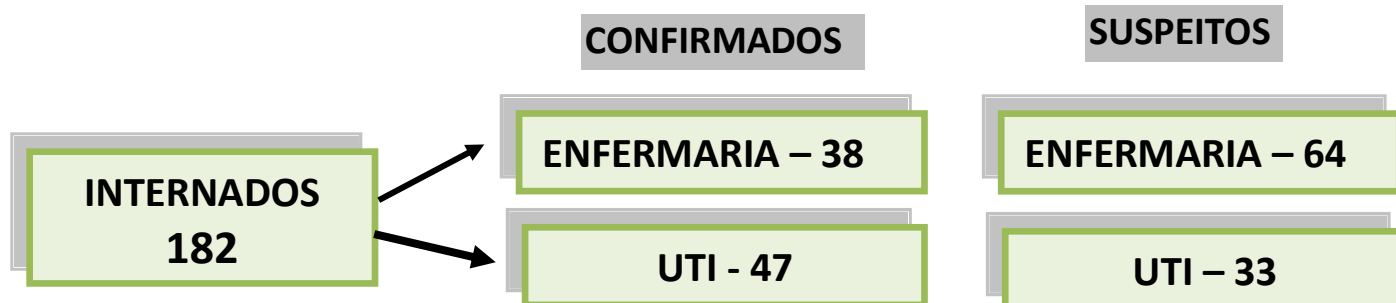 CONFIRMADOS
SUSPEITOS
INTERNADOS
182
ENFERMARIA – 38
ENFERMARIA – 64
UTI - 47
UTI – 33